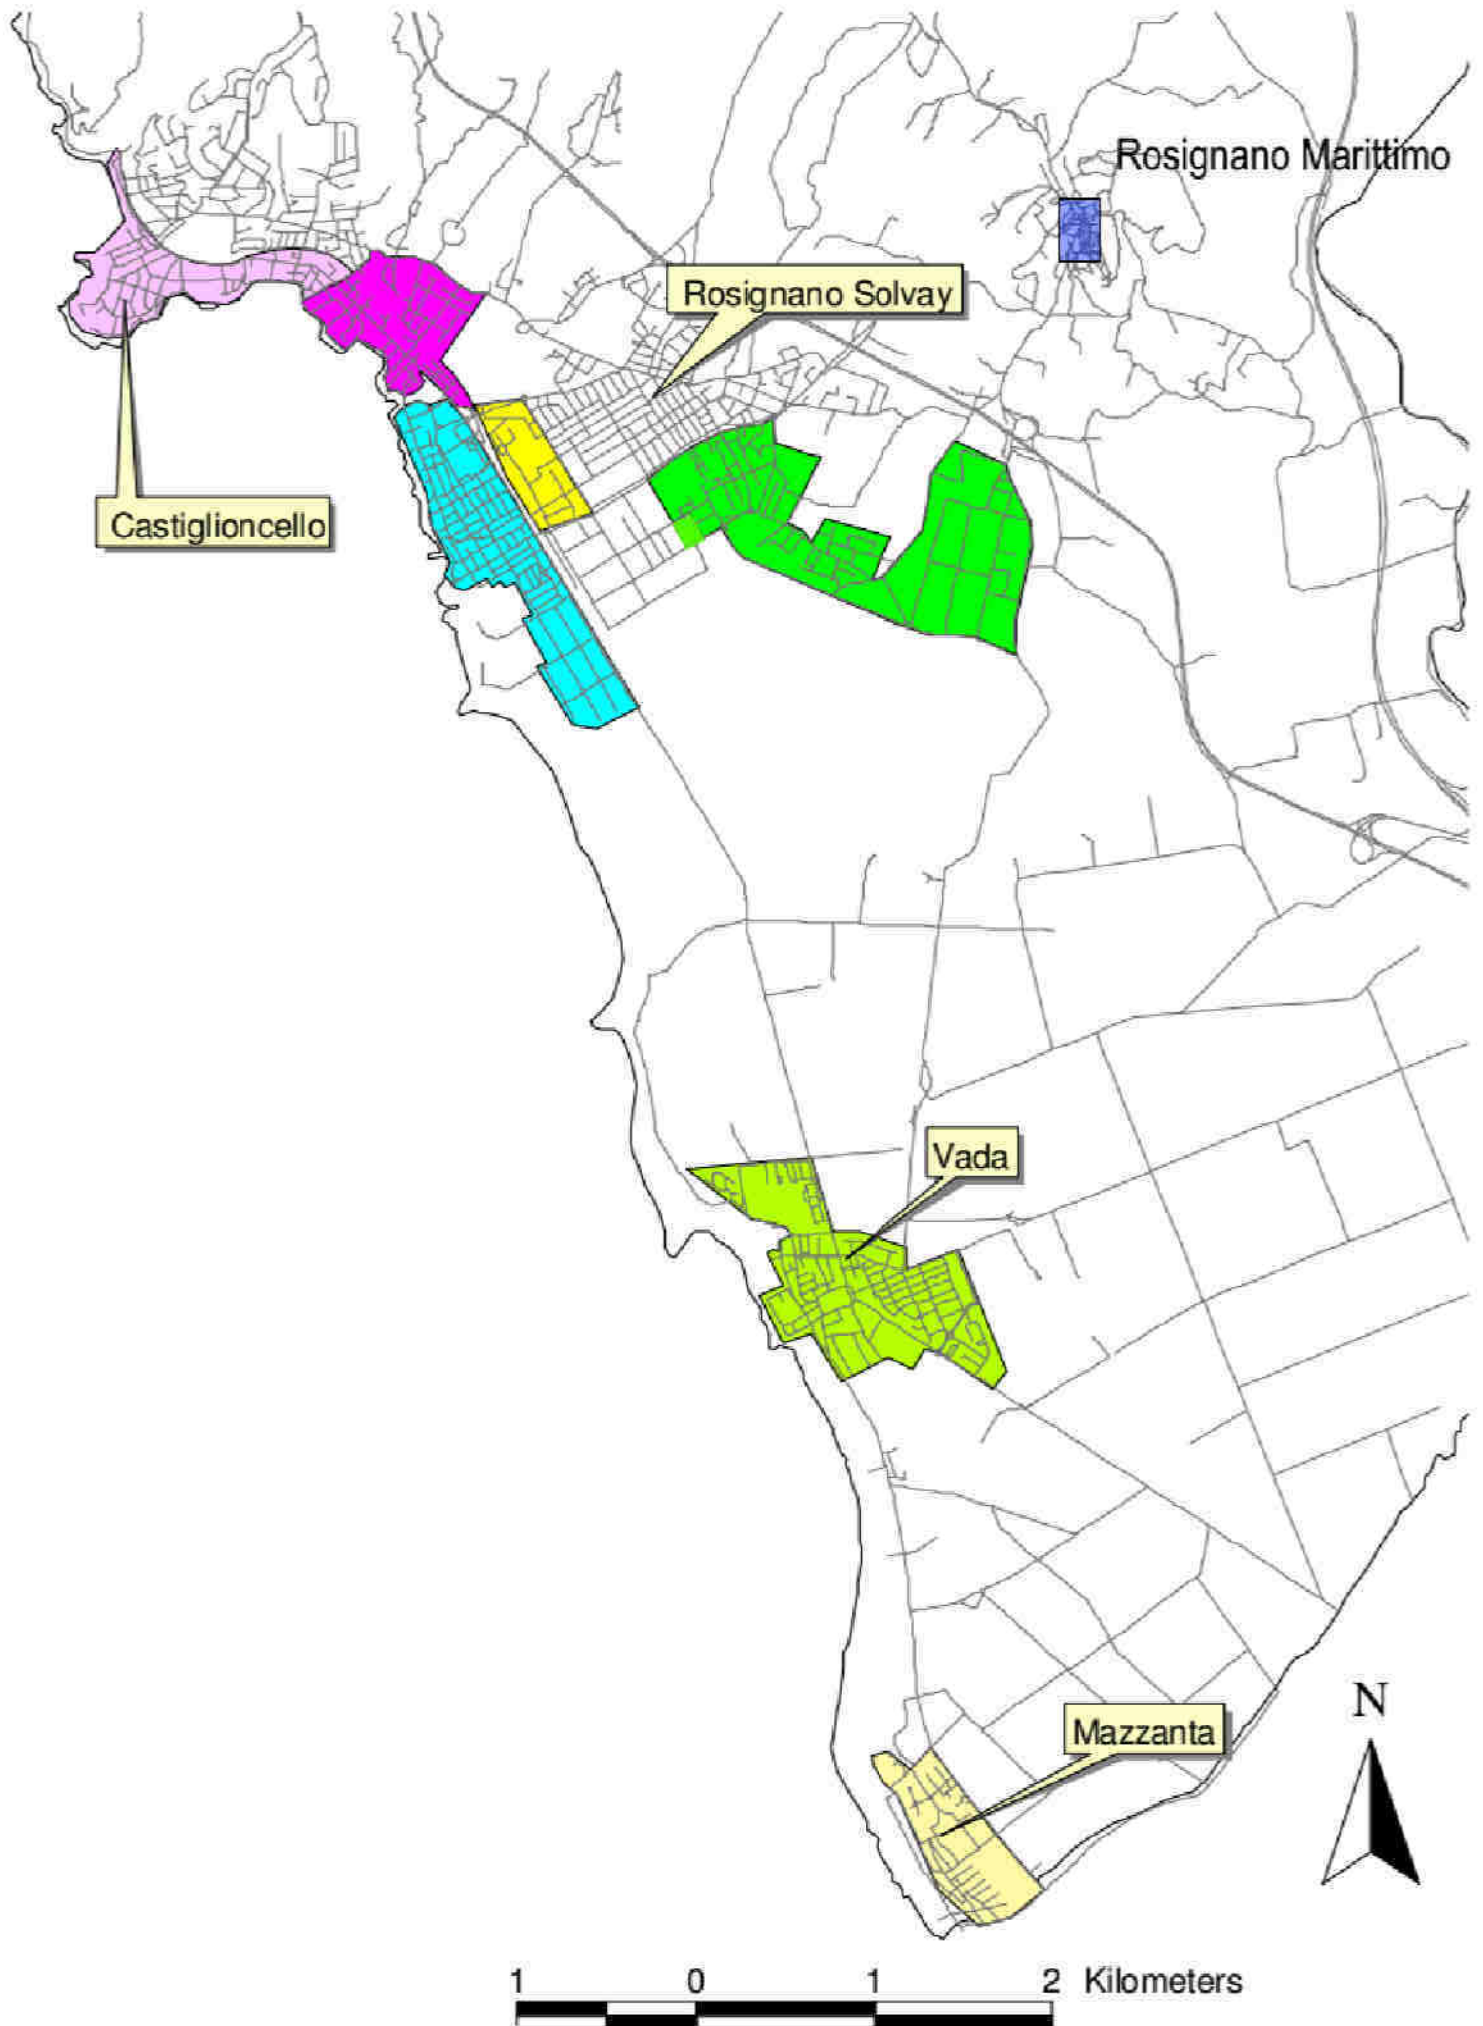 Rosignano Marittimo
Rosignano Solvay
Castiglioncello
Vada
N
Mazzanta
1 0 1 2 Kilometers